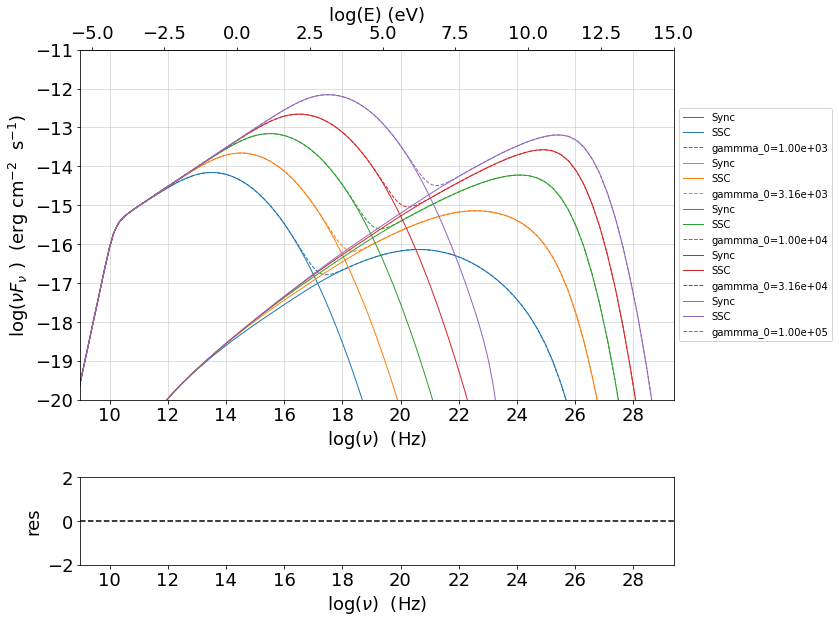 log(E) (eV)
−5.0 −2.5 0.0 2.5 5.0 7.5 10.0 12.5 15.0
−11
−12
−13
−14
−15
−16
−17
−18
−19
−20
log(νF_ν ) (erg cm⁻² s⁻¹)
10 12 14 16 18 20 22 24 26 28
log(ν) (Hz)
Sync
SSC
gammma_0=1.00e+03
Sync
SSC
gammma_0=3.16e+03
Sync
SSC
gammma_0=1.00e+04
Sync
SSC
gammma_0=3.16e+04
Sync
SSC
gammma_0=1.00e+05
2
0
−2
res
10 12 14 16 18 20 22 24 26 28
log(ν) (Hz)